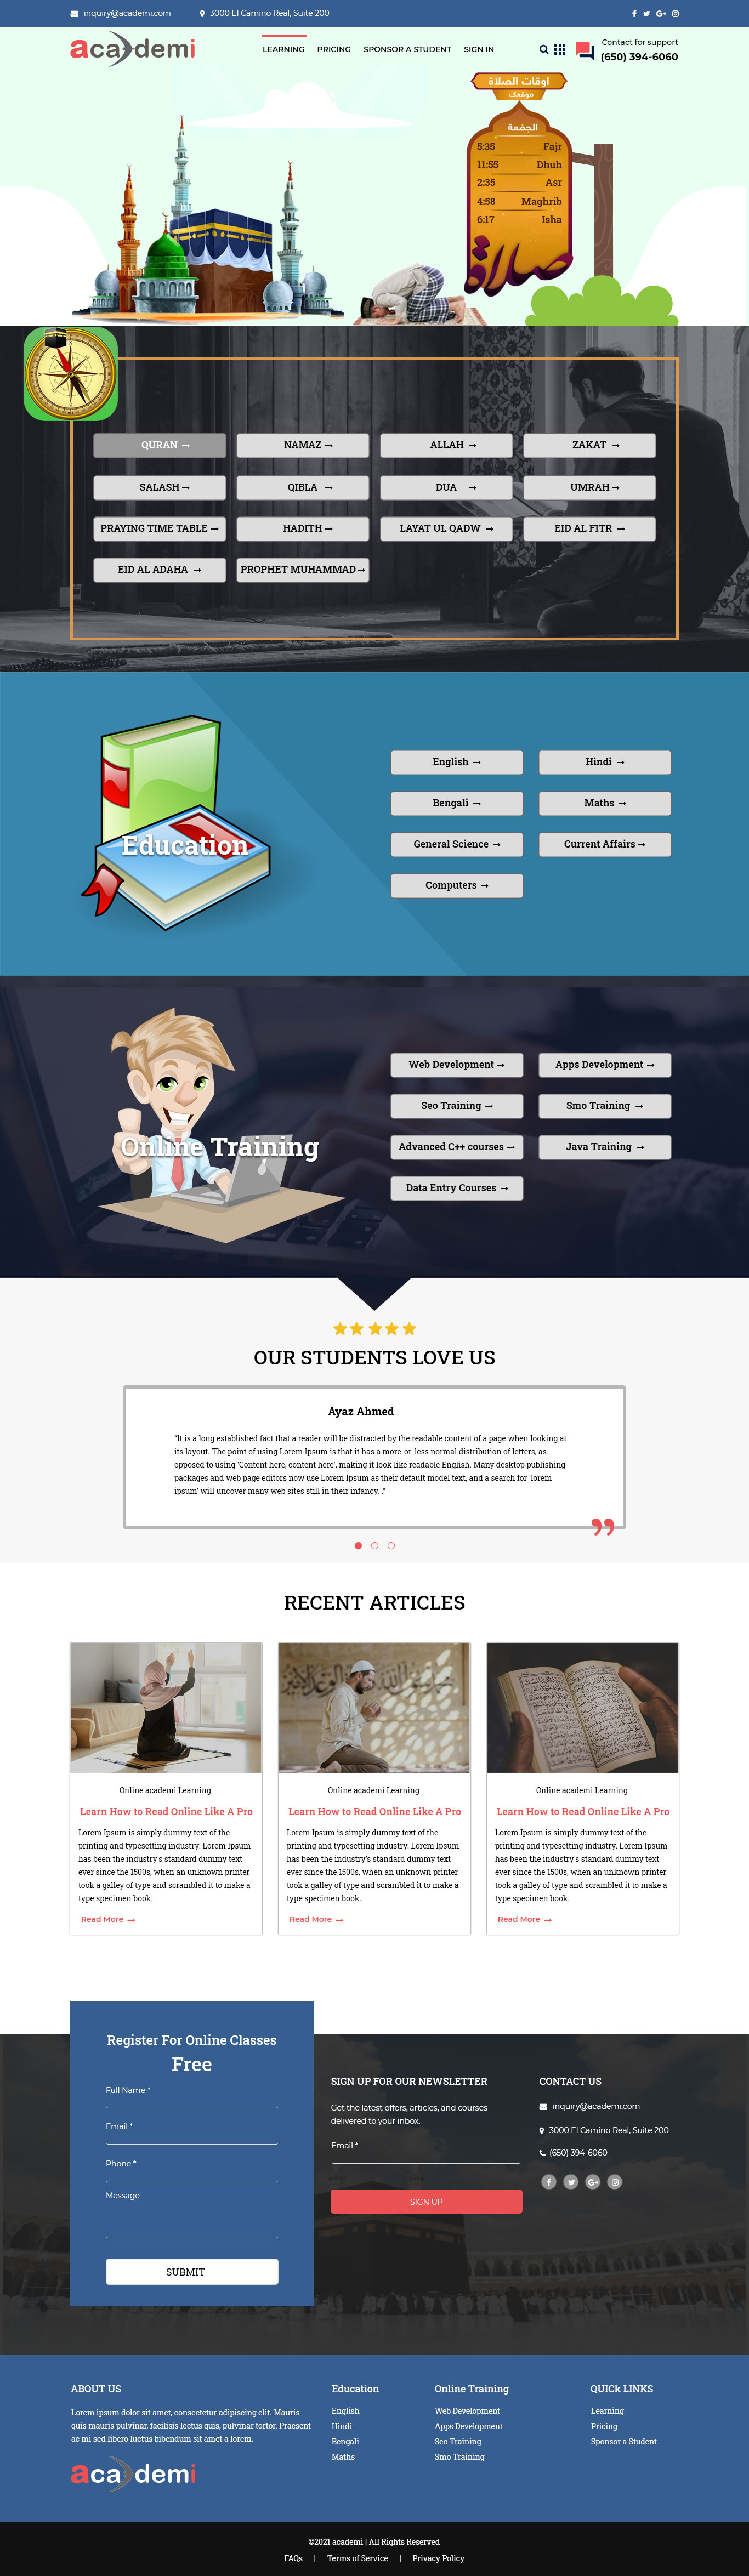 inquiry@academi.com
3000 El Camino Real, Suite 200
academi
LEARNING
PRICING
SPONSOR A STUDENT
SIGN IN
Contact for support
(650) 394-6060
اوقات الصلاة
موقعك
الجمعة
5:35 Fajr
11:55 Dhuh
2:35 Asr
4:58 Maghrib
6:17 Isha
صلاتي
QURAN
NAMAZ
ALLAH
ZAKAT
SALASH
QIBLA
DUA
UMRAH
PRAYING TIME TABLE
HADITH
LAYAT UL QADW
EID AL FITR
EID AL ADAHA
PROPHET MUHAMMAD
Education
English
Hindi
Bengali
Maths
General Science
Current Affairs
Computers
Online Training
Web Development
Apps Development
Seo Training
Smo Training
Advanced C++ courses
Java Training
Data Entry Courses
OUR STUDENTS LOVE US
Ayaz Ahmed
"It is a long established fact that a reader will be distracted by the readable content of a page when looking at
its layout. The point of using Lorem Ipsum is that it has a more-or-less normal distribution of letters, as
opposed to using 'Content here, content here', making it look like readable English. Many desktop publishing
packages and web page editors now use Lorem Ipsum as their default model text, and a search for 'lorem
ipsum' will uncover many web sites still in their infancy. ."
RECENT ARTICLES
Online academi Learning
Learn How to Read Online Like A Pro
Lorem Ipsum is simply dummy text of the
printing and typesetting industry. Lorem Ipsum
has been the industry's standard dummy text
ever since the 1500s, when an unknown printer
took a galley of type and scrambled it to make a
type specimen book.
Read More
Online academi Learning
Learn How to Read Online Like A Pro
Lorem Ipsum is simply dummy text of the
printing and typesetting industry. Lorem Ipsum
has been the industry's standard dummy text
ever since the 1500s, when an unknown printer
took a galley of type and scrambled it to make a
type specimen book.
Read More
Online academi Learning
Learn How to Read Online Like A Pro
Lorem Ipsum is simply dummy text of the
printing and typesetting industry. Lorem Ipsum
has been the industry's standard dummy text
ever since the 1500s, when an unknown printer
took a galley of type and scrambled it to make a
type specimen book.
Read More
Register For Online Classes
Free
Full Name *
Email *
Phone *
Message
SUBMIT
SIGN UP FOR OUR NEWSLETTER
Get the latest offers, articles, and courses
delivered to your inbox.
Email *
SIGN UP
CONTACT US
inquiry@academi.com
3000 El Camino Real, Suite 200
(650) 394-6060
ABOUT US
Lorem ipsum dolor sit amet, consectetur adipiscing elit. Mauris
quis mauris pulvinar, facilisis lectus quis, pulvinar tortor. Praesent
ac mi sed libero luctus bibendum sit amet a lorem.
academi
Education
English
Hindi
Bengali
Maths
Online Training
Web Development
Apps Development
Seo Training
Smo Training
QUICk LINKS
Learning
Pricing
Sponsor a Student
©2021 academi | All Rights Reserved
FAQs | Terms of Service | Privacy Policy